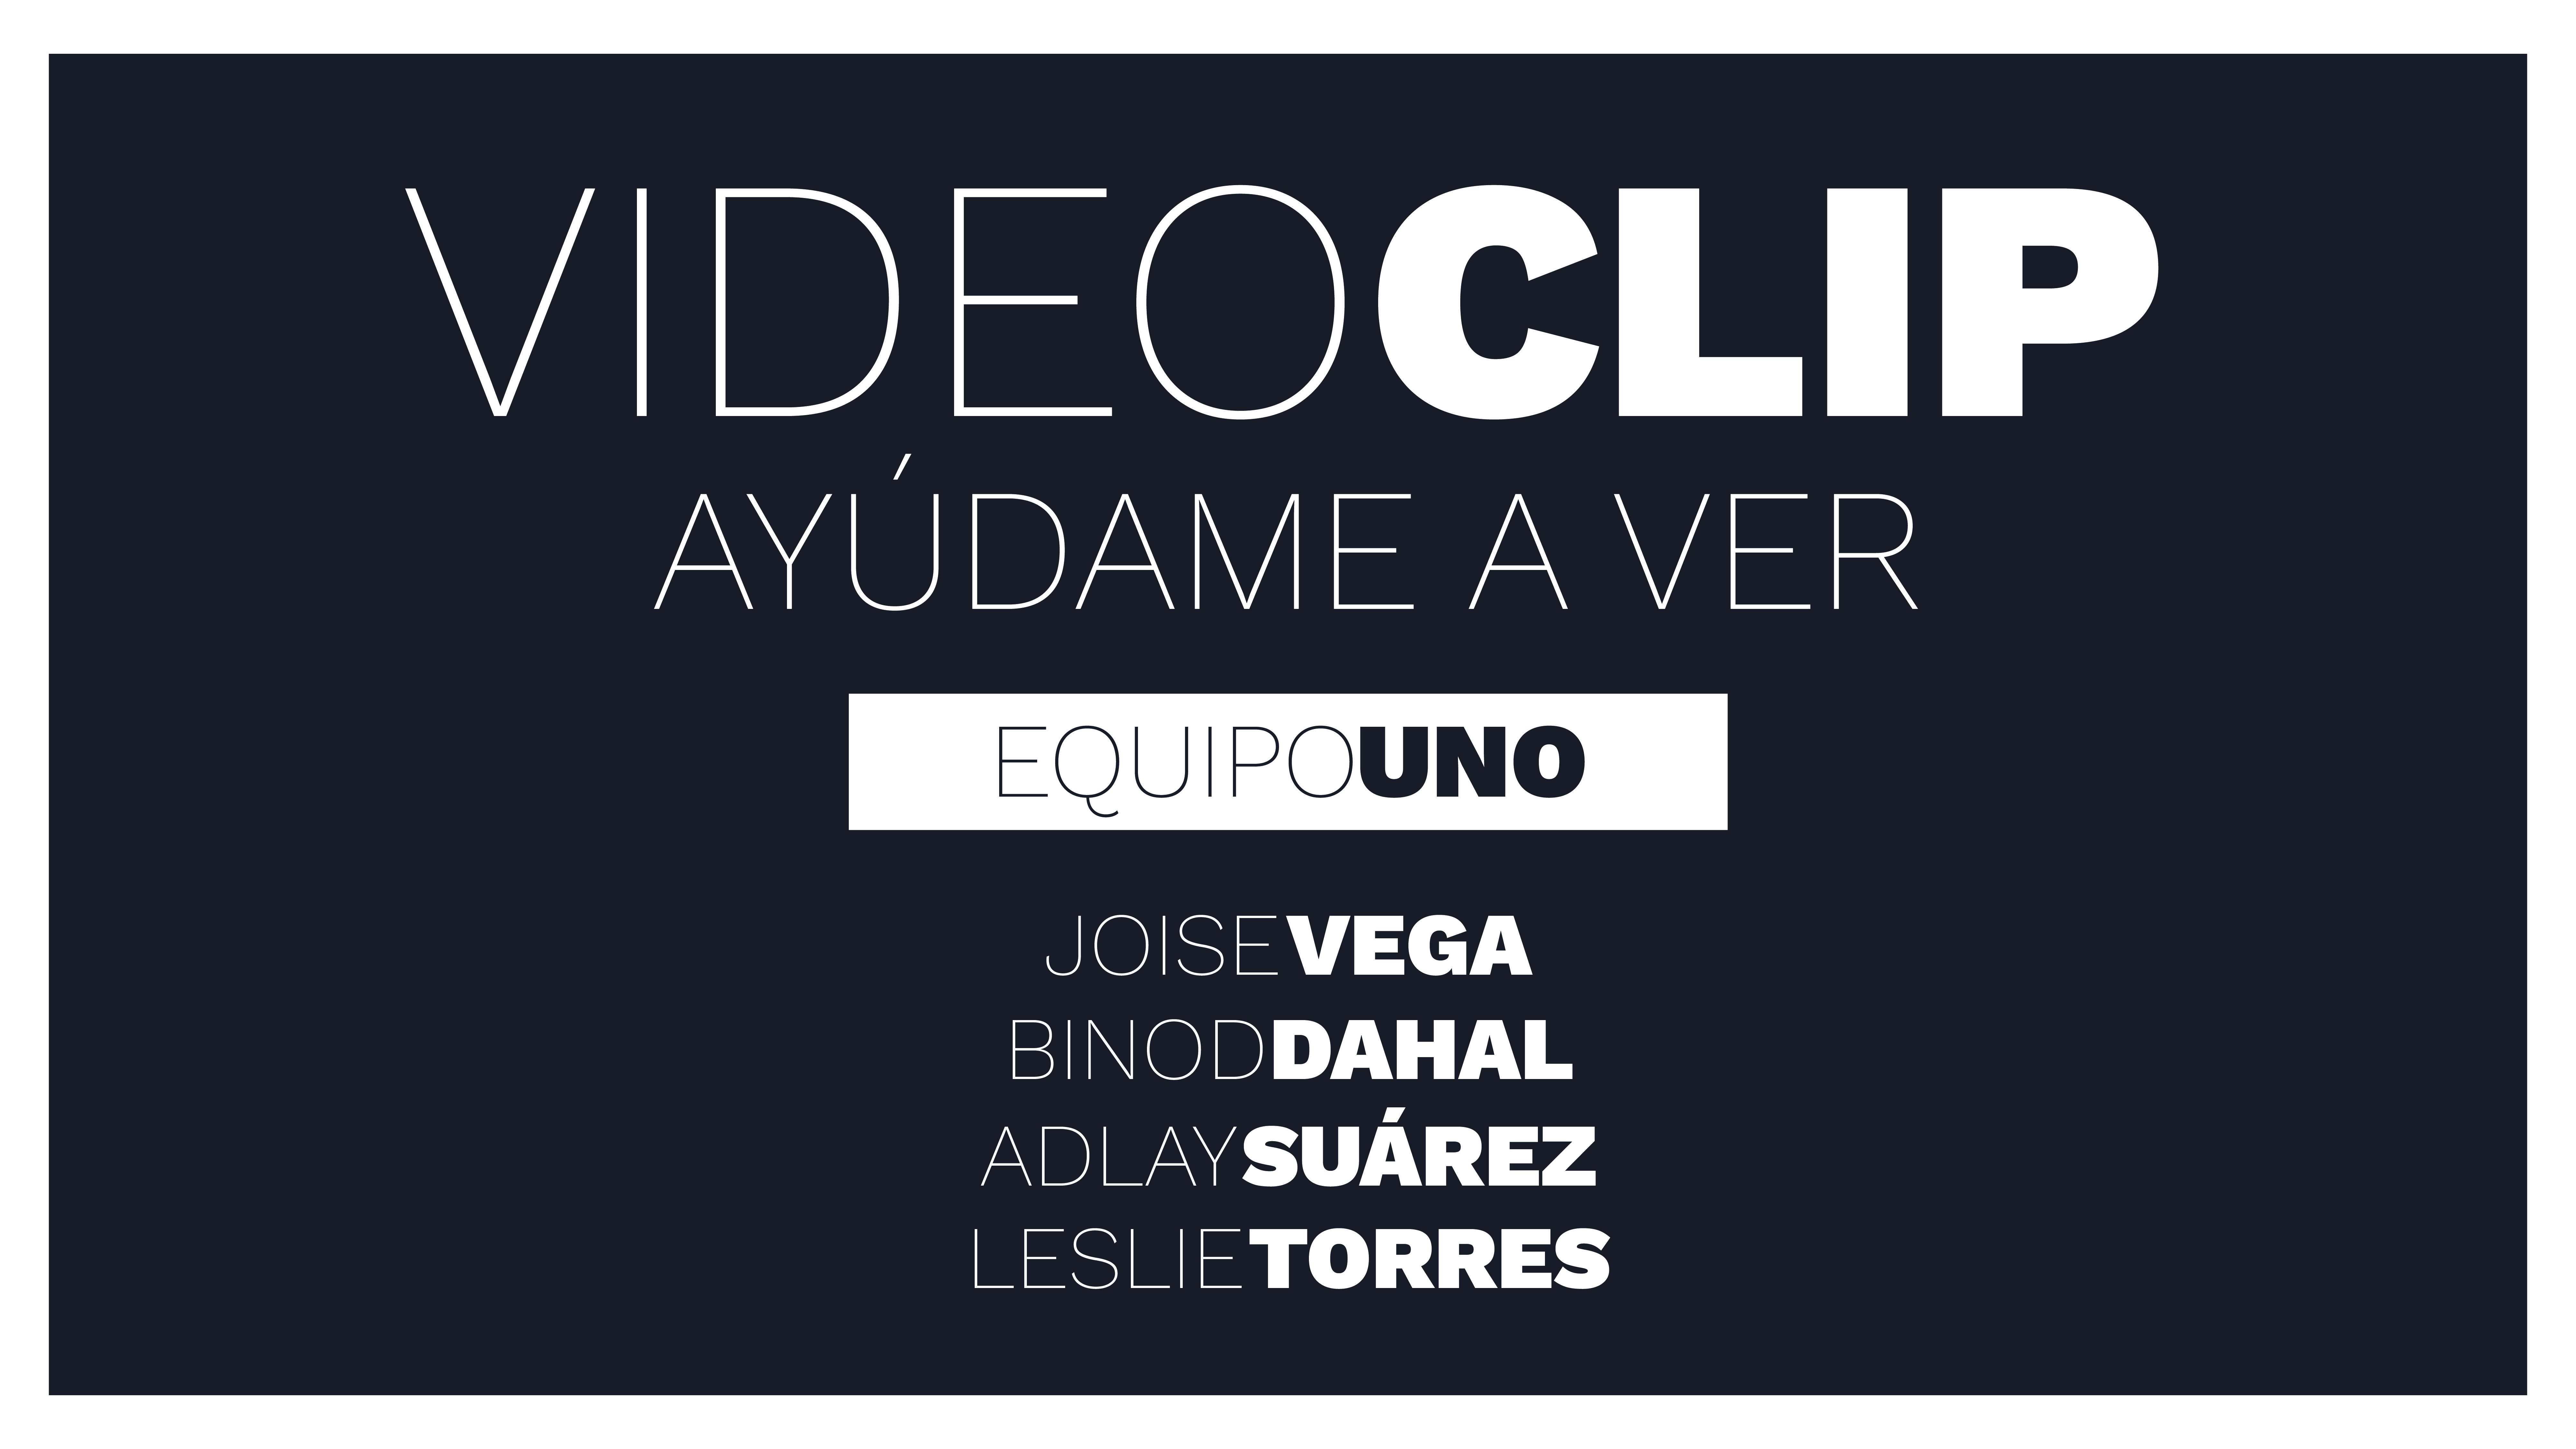 VIDEOCLIP
AYÚDAME A VER
EQUIPOUNO
JOISEVEGA
BINODDAHAL
ADLAYSUÁREZ
LESLIETORRES